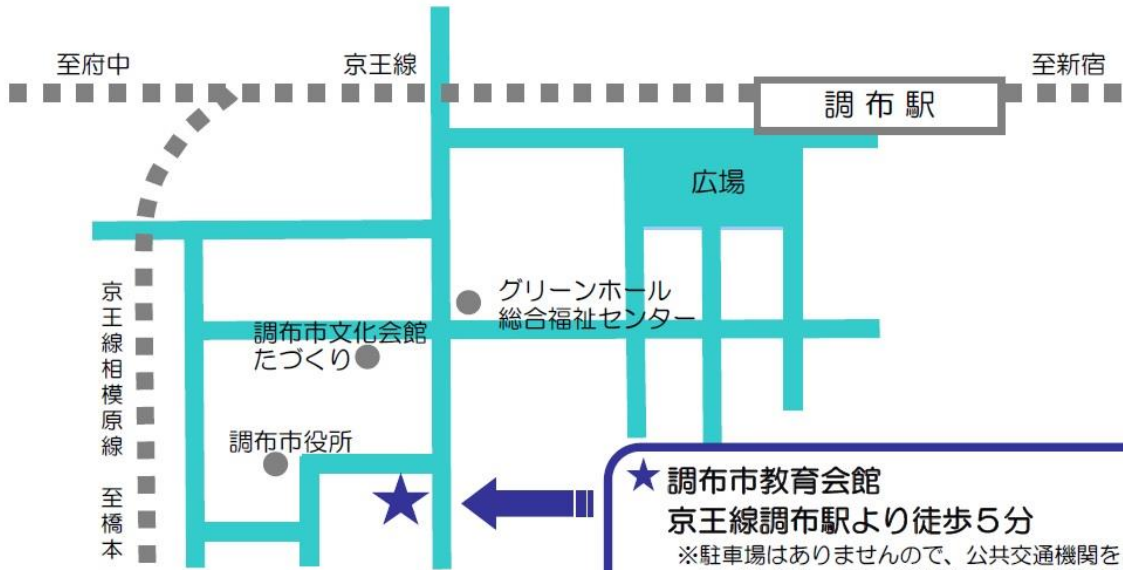 至府中
京王線
至新宿
調布駅
広場
京王線相模原線 至橋本
グリーンホール
総合福祉センター
調布市文化会館
たづくり
調布市役所
★調布市教育会館
京王線調布駅より徒歩5分
※駐車場はありませんので、公共交通機関を